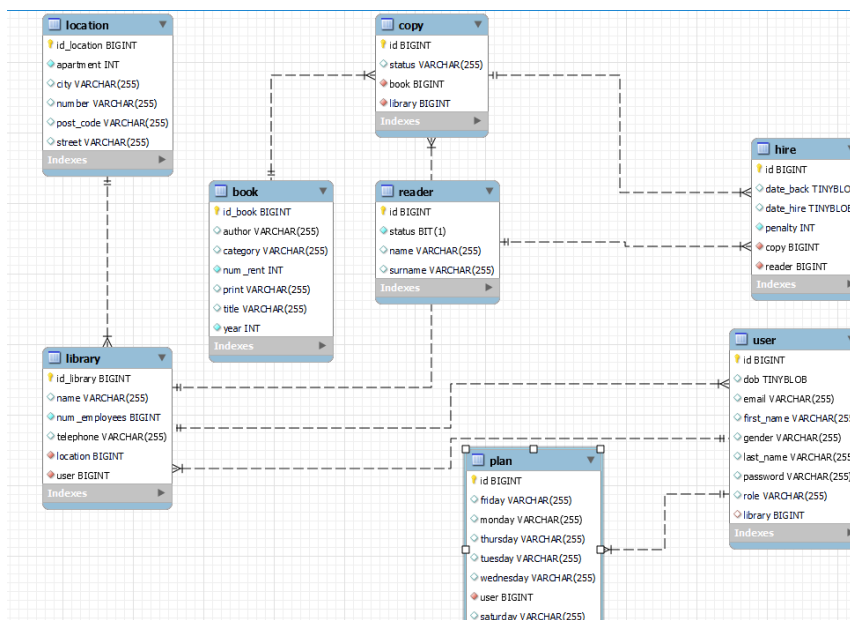 location
id_location BIGINT
apartment INT
city VARCHAR(255)
number VARCHAR(255)
post_code VARCHAR(255)
street VARCHAR(255)
Indexes
copy
id BIGINT
status VARCHAR(255)
book BIGINT
library BIGINT
Indexes
hire
id BIGINT
date_back TINYBLO
date_hire TINYBLOB
penalty INT
copy BIGINT
reader BIGINT
Indexes
book
id_book BIGINT
author VARCHAR(255)
category VARCHAR(255)
num_rent INT
print VARCHAR(255)
title VARCHAR(255)
year INT
Indexes
reader
id BIGINT
status BIT(1)
name VARCHAR(255)
surname VARCHAR(255)
Indexes
library
id_library BIGINT
name VARCHAR(255)
num_employees BIGINT
telephone VARCHAR(255)
location BIGINT
user BIGINT
Indexes
user
id BIGINT
dob TINYBLOB
email VARCHAR(255)
first_name VARCHAR(255
gender VARCHAR(255)
last_name VARCHAR(255
password VARCHAR(255)
role VARCHAR(255)
library BIGINT
Indexes
plan
id BIGINT
friday VARCHAR(255)
monday VARCHAR(255)
thursday VARCHAR(255)
tuesday VARCHAR(255)
wednesday VARCHAR(255)
user BIGINT
saturday VARCHAR(255)